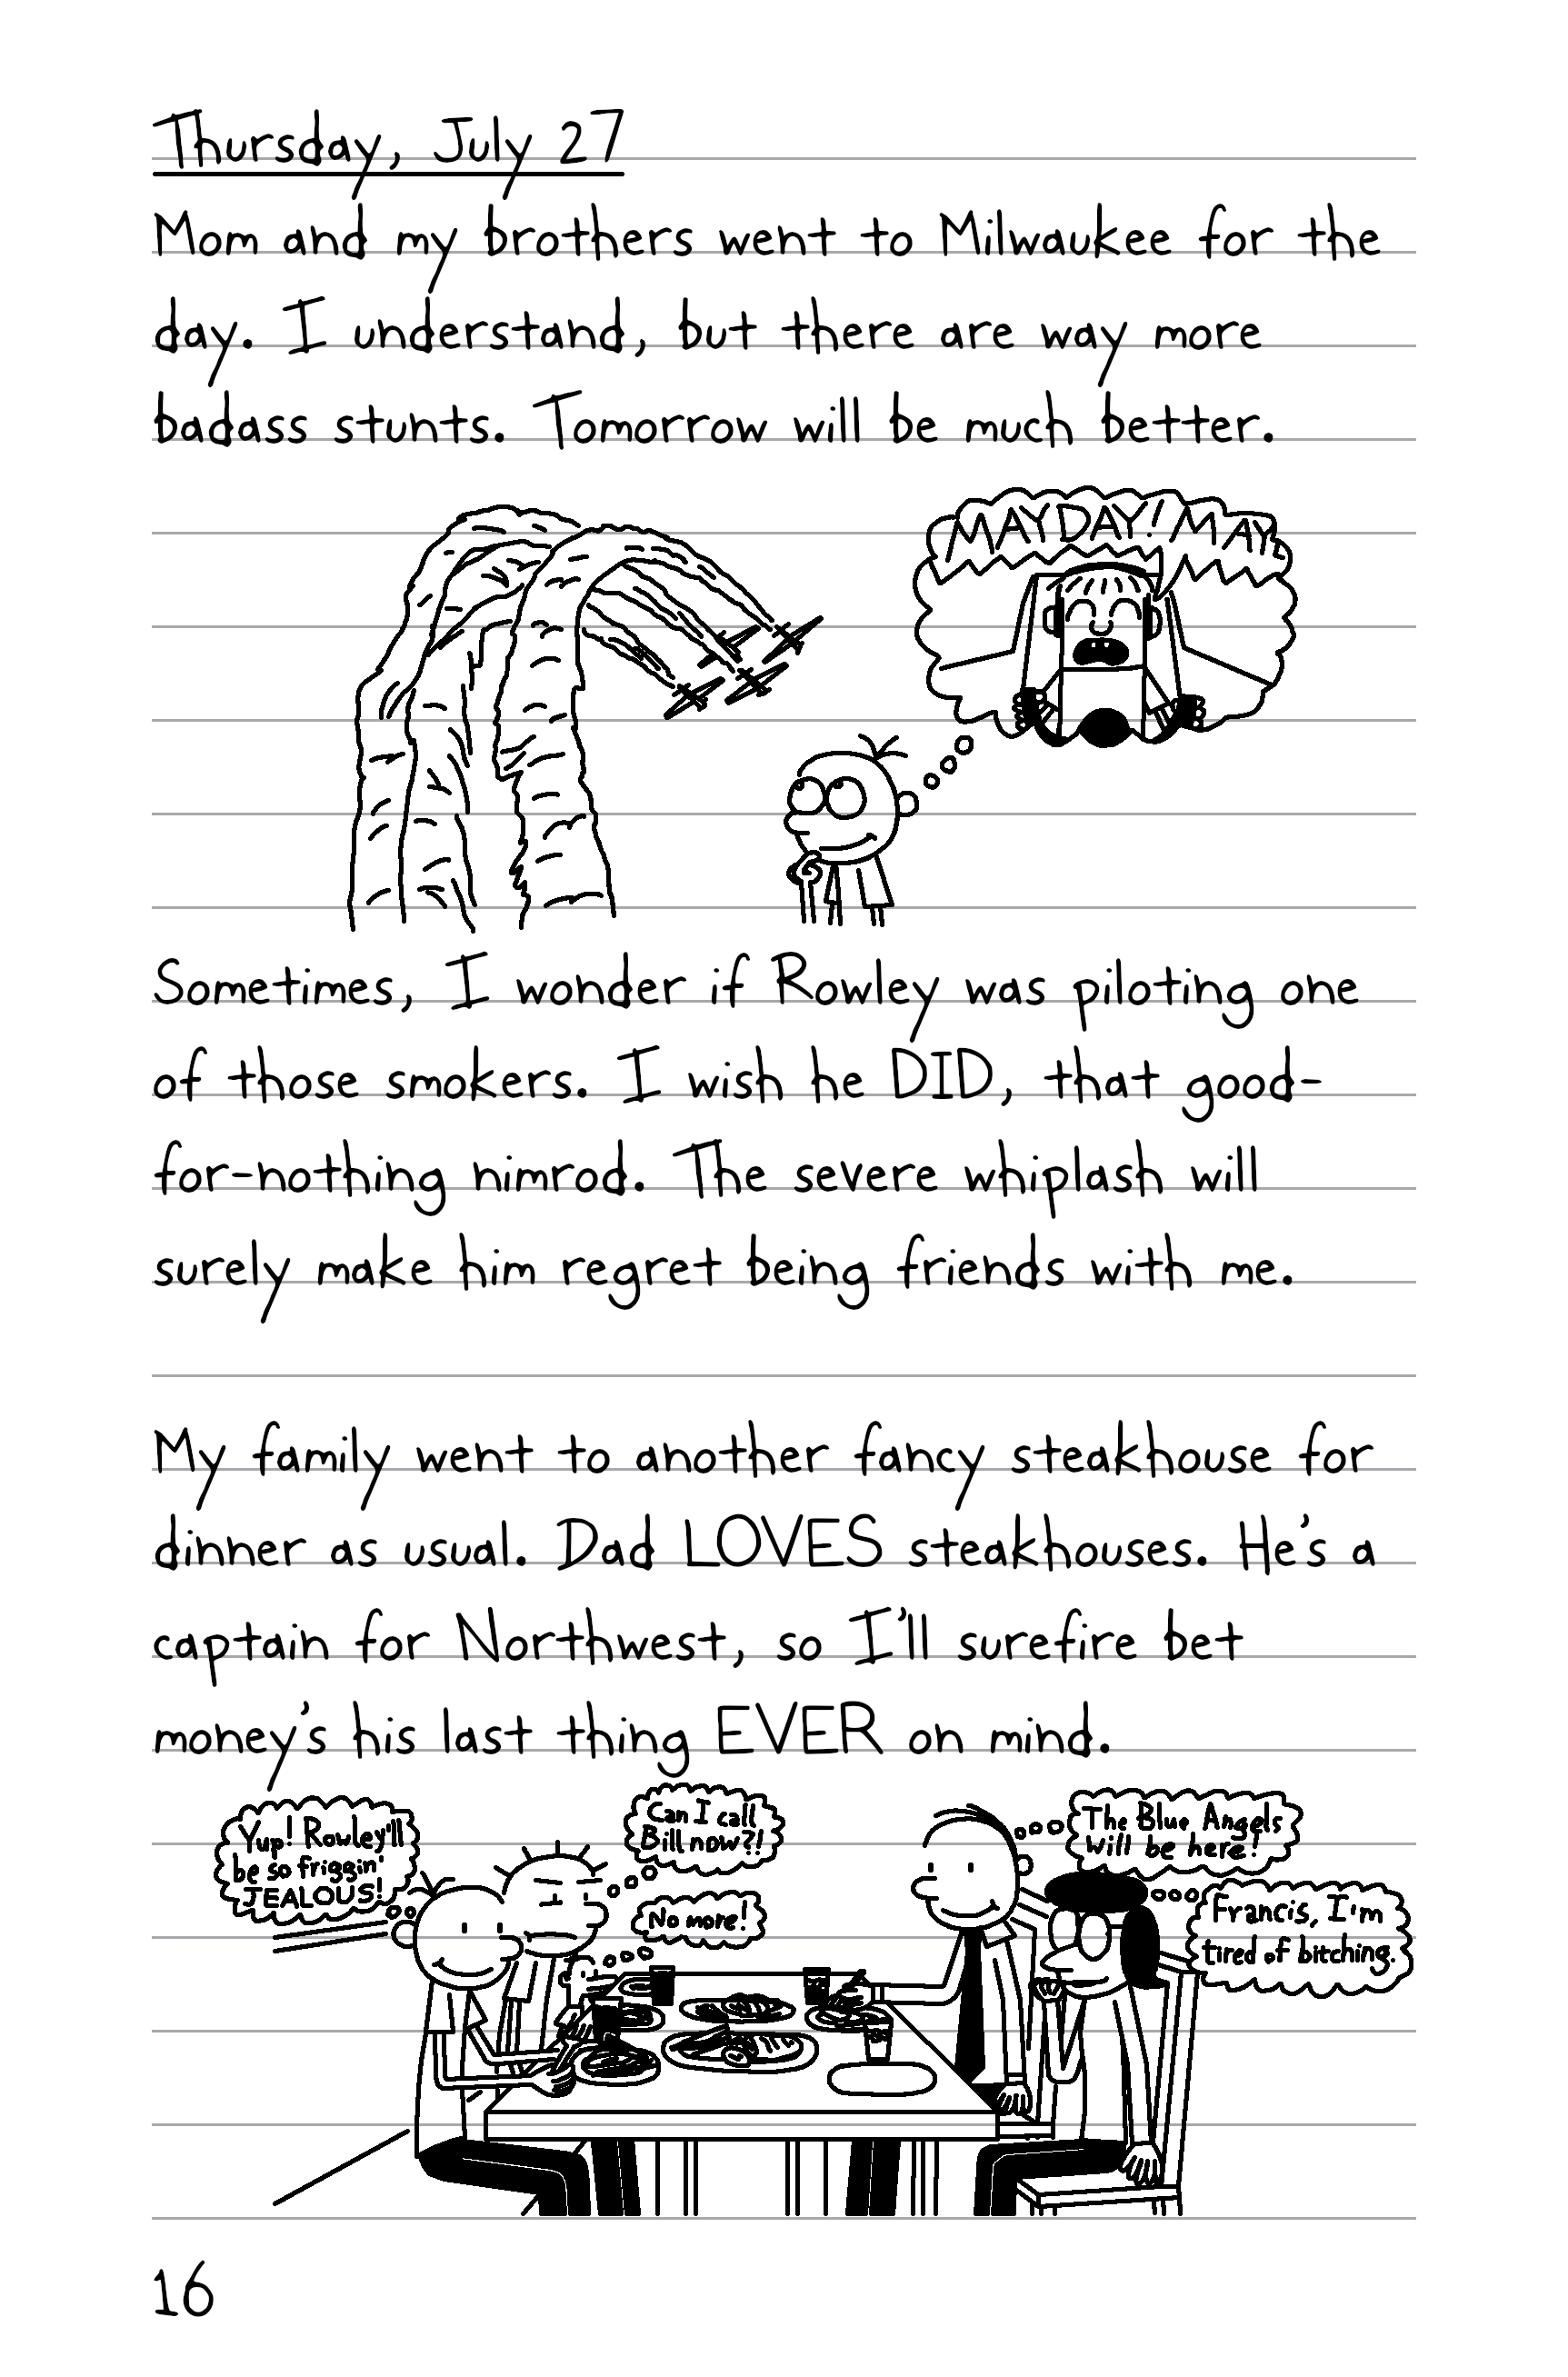 Thursday, July 27
Mom and my brothers went to Milwaukee for the
day. I understand, but there are way more
badass stunts. Tomorrow will be much better.
MAYDAY! MAY
Sometimes, I wonder if Rowley was piloting one
of those smokers. I wish he DID, that good-
for-nothing nimrod. The severe whiplash will
surely make him regret being friends with me.
My family went to another fancy steakhouse for
dinner as usual. Dad LOVES steakhouses. He's a
captain for Northwest, so I'll surefire bet
money's his last thing EVER on mind.
Yup! Rowley'll
be so friggin'
JEALOUS!
Can I call
Bill now?!
No more!
The Blue Angels
will be here!
Francis, I'm
tired of bitching.
16